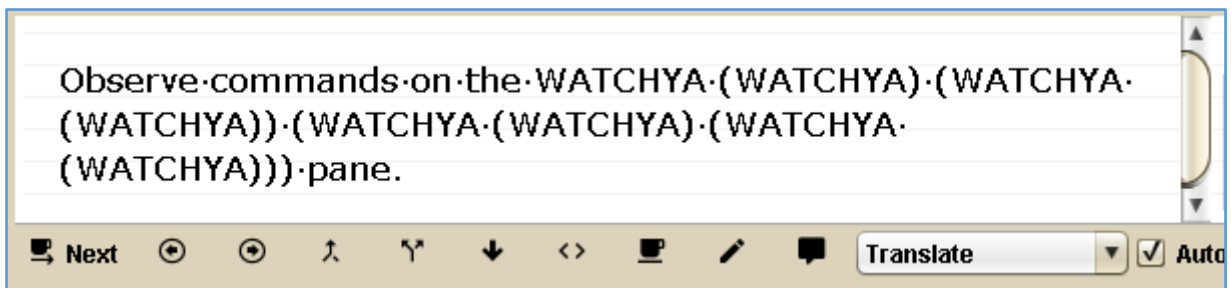 Observe·commands·on·the·WATCHYA·(WATCHYA)·(WATCHYA·
(WATCHYA))·(WATCHYA·(WATCHYA)·(WATCHYA·
(WATCHYA)))·pane.
Next Translate Auto